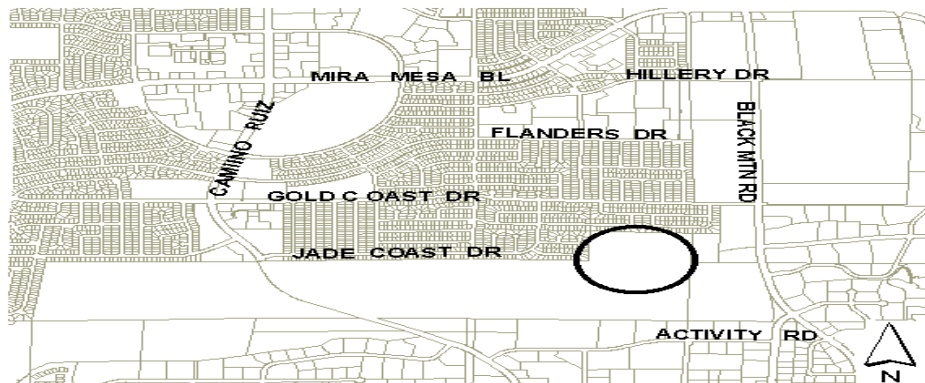 MIRA MESA BL
HILLERY DR
CAMIINO RUIZ
BLACK MTN RD
FLANDERS DR
GOLD C OAST DR
JADE COAST DR
ACTIVITY RD
N